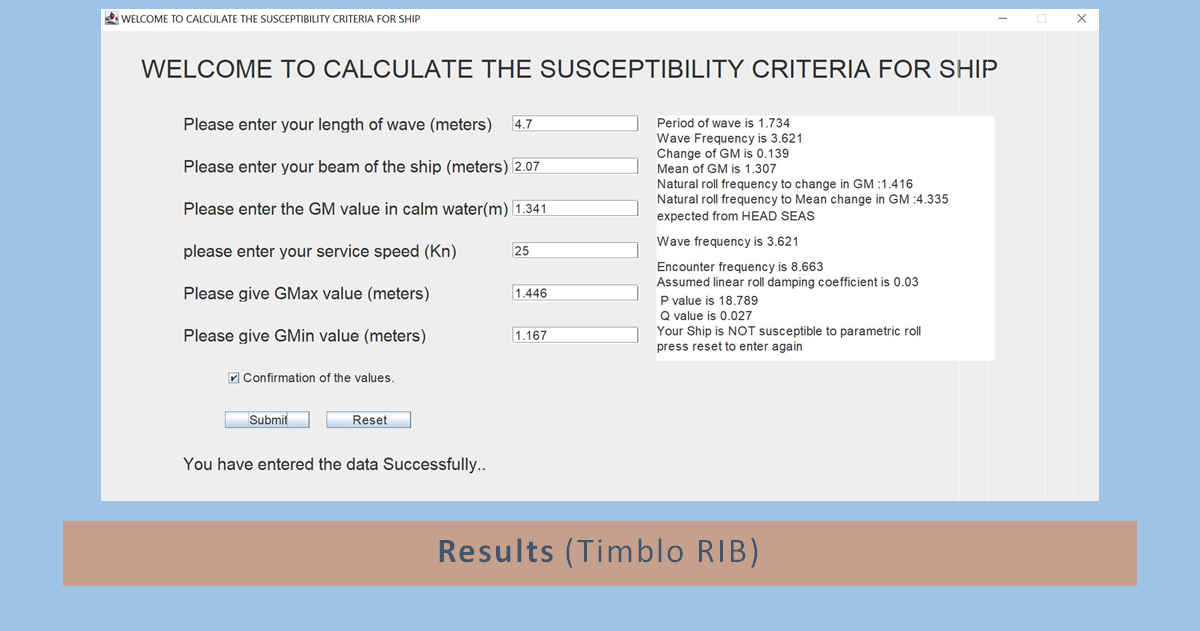 WELCOME TO CALCULATE THE SUSCEPTIBILITY CRITERIA FOR SHIP
WELCOME TO CALCULATE THE SUSCEPTIBILITY CRITERIA FOR SHIP
Please enter your length of wave (meters) 4.7
Please enter your beam of the ship (meters) 2.07
Please enter the GM value in calm water(m) 1.341
please enter your service speed (Kn) 25
Please give GMax value (meters) 1.446
Please give GMin value (meters) 1.167
Confirmation of the values.
Submit Reset
You have entered the data Successfully..
Period of wave is 1.734
Wave Frequency is 3.621
Change of GM is 0.139
Mean of GM is 1.307
Natural roll frequency to change in GM :1.416
Natural roll frequency to Mean change in GM :4.335
expected from HEAD SEAS
Wave frequency is 3.621
Encounter frequency is 8.663
Assumed linear roll damping coefficient is 0.03
P value is 18.789
Q value is 0.027
Your Ship is NOT susceptible to parametric roll
press reset to enter again
Results (Timblo RIB)